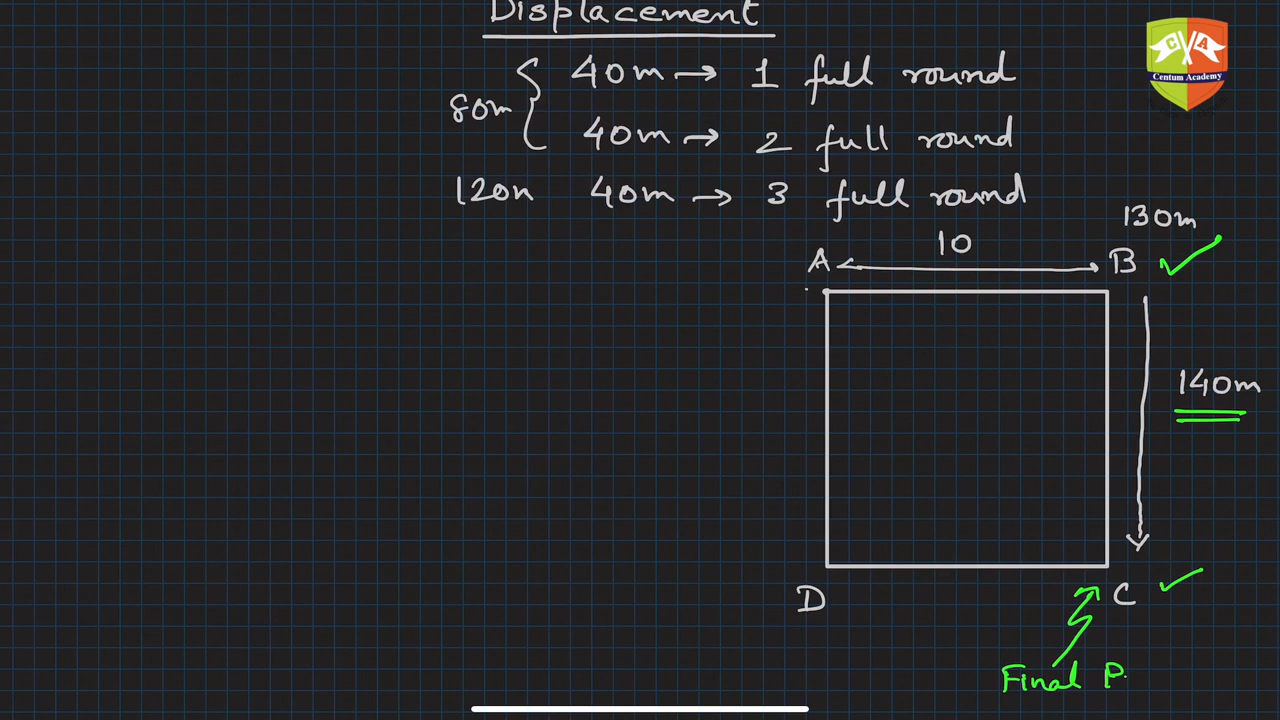 Displacement
40m → 1 full round
80m
40m → 2 full round
120m 40m → 3 full round
130m
10
A B
140m
D C
Final P.
C A
Centum Academy